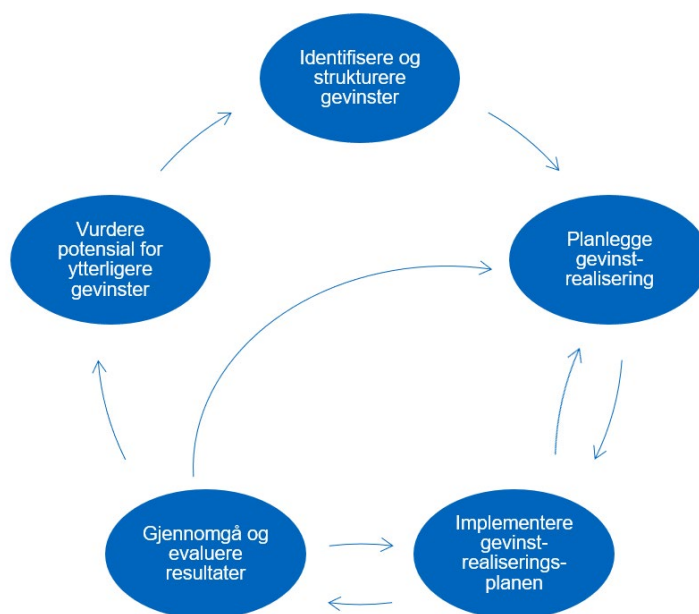 Identifisere og
strukturere
gevinster
Planlegge
gevinst-
realisering
Implementere
gevinst-
realiserings-
planen
Gjennomgå og
evaluere
resultater
Vurdere
potensial for
ytterligere
gevinster